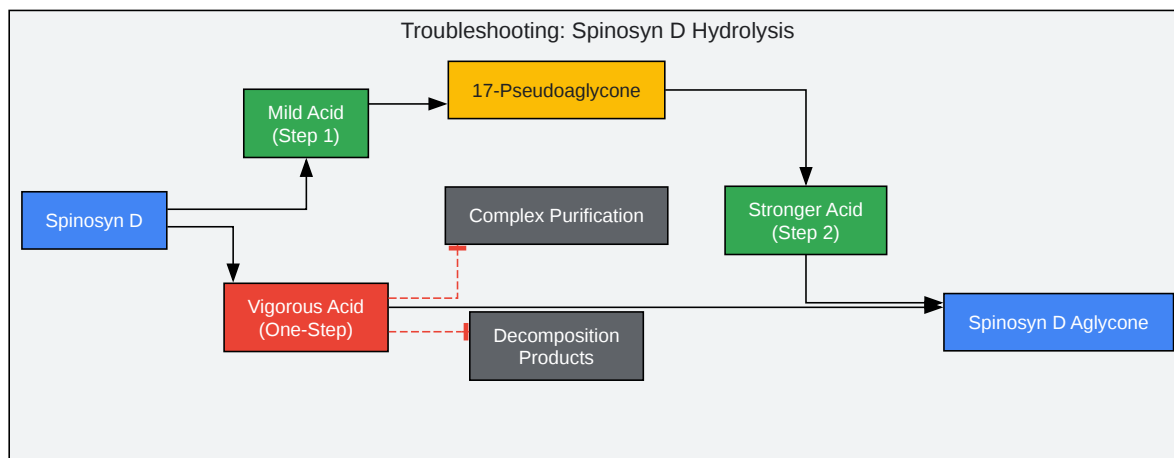 Troubleshooting: Spinosyn D Hydrolysis
17-Pseudoaglycone
Mild Acid
(Step 1)
Spinosyn D
Complex Purification
Stronger Acid
(Step 2)
Vigorous Acid
(One-Step)
Spinosyn D Aglycone
Decomposition
Products